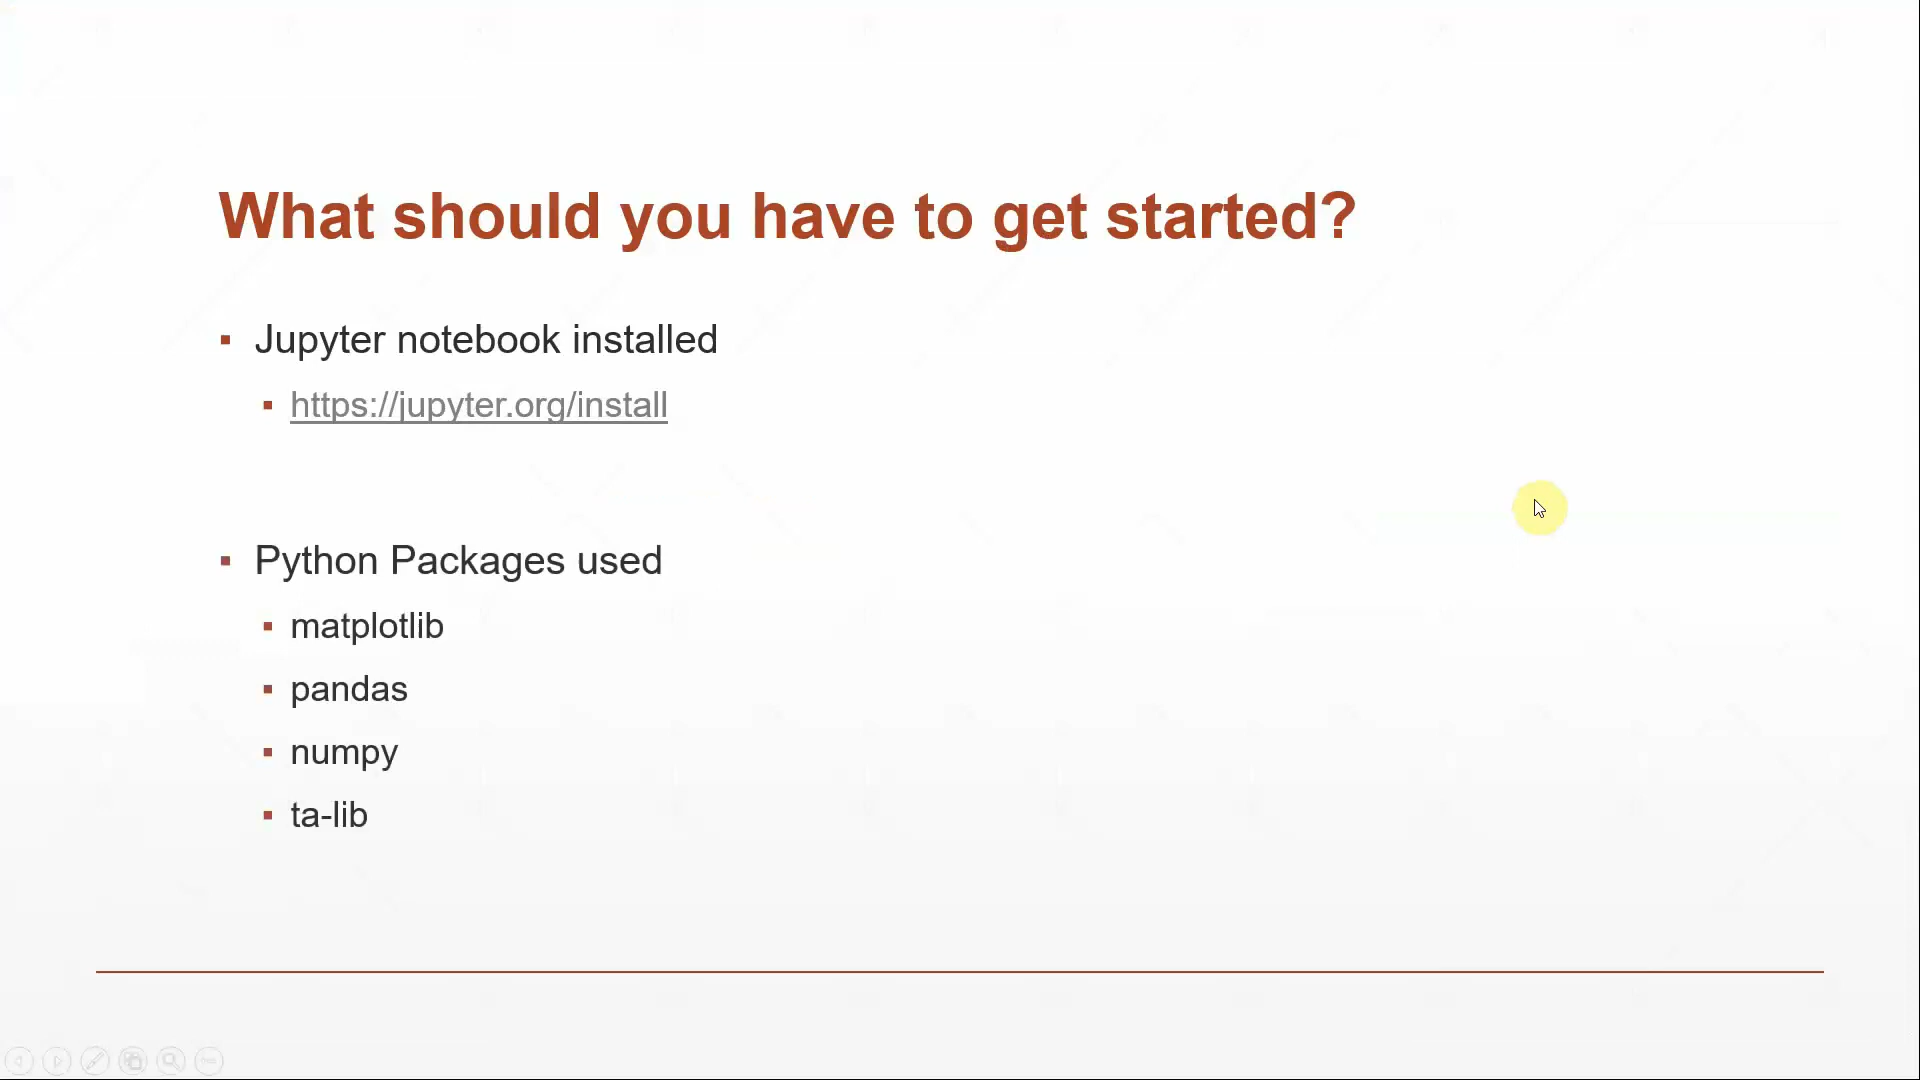 What should you have to get started?
Jupyter notebook installed
https://jupyter.org/install
Python Packages used
matplotlib
pandas
numpy
ta-lib